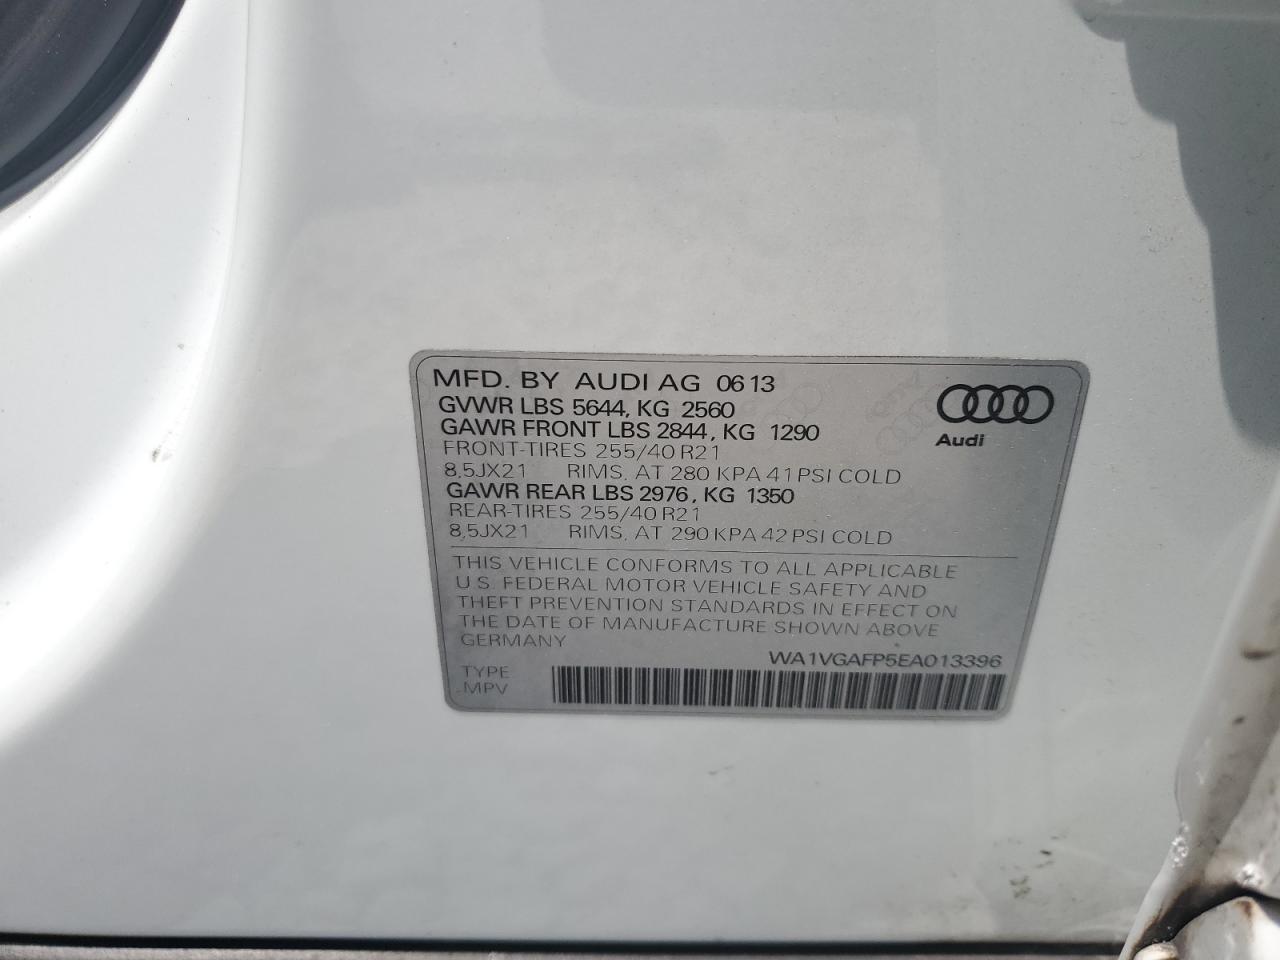 MFD. BY AUDI AG 06 13
GVWR LBS 5644, KG 2560
GAWR FRONT LBS 2844, KG 1290
FRONT-TIRES 255/40 R21
8,5JX21 RIMS, AT 280 KPA 41 PSI COLD
GAWR REAR LBS 2976, KG 1350
REAR-TIRES 255/40 R21
8,5JX21 RIMS, AT 290 KPA 42 PSI COLD
Audi
THIS VEHICLE CONFORMS TO ALL APPLICABLE
U.S. FEDERAL MOTOR VEHICLE SAFETY AND
THEFT PREVENTION STANDARDS IN EFFECT ON
THE DATE OF MANUFACTURE SHOWN ABOVE
GERMANY
WA1VGAFP5EA013396
TYPE
.MPV